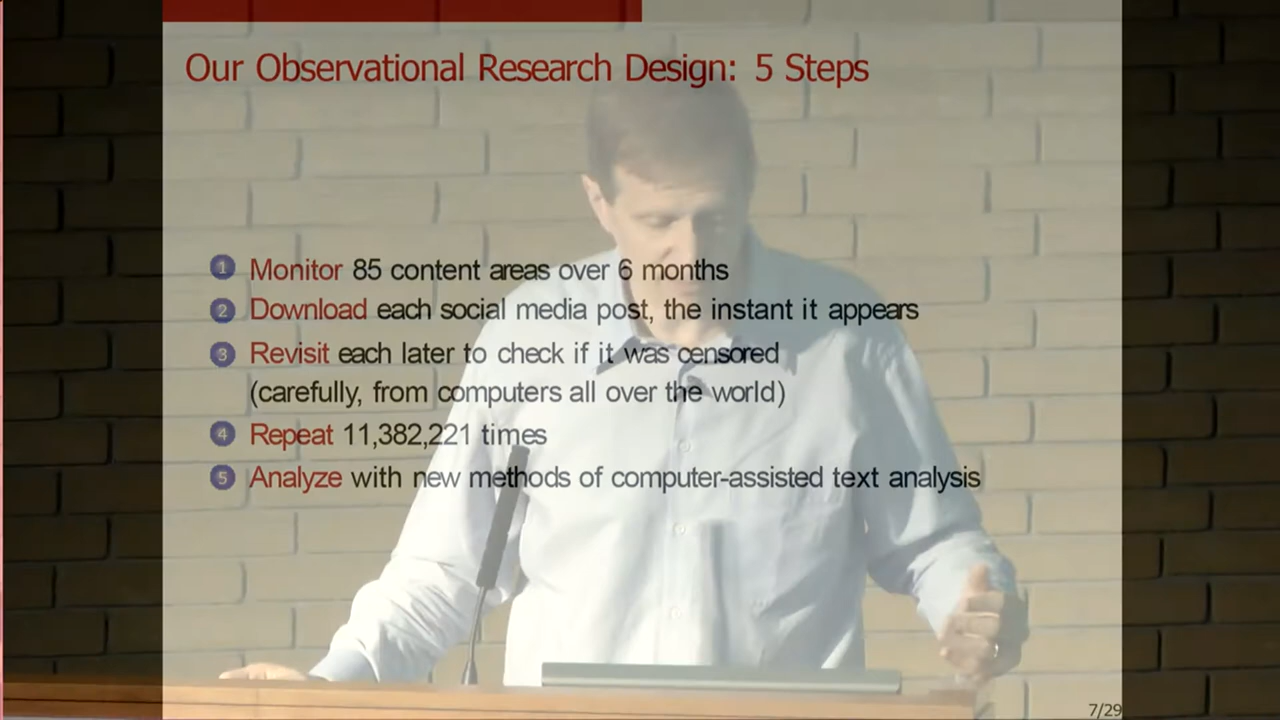 Our Observational Research Design: 5 Steps
1 Monitor 85 content areas over 6 months
2 Download each social media post, the instant it appears
3 Revisit each later to check if it was censored
(carefully, from computers all over the world)
4 Repeat 11,382,221 times
5 Analyze with new methods of computer-assisted text analysis
7/29